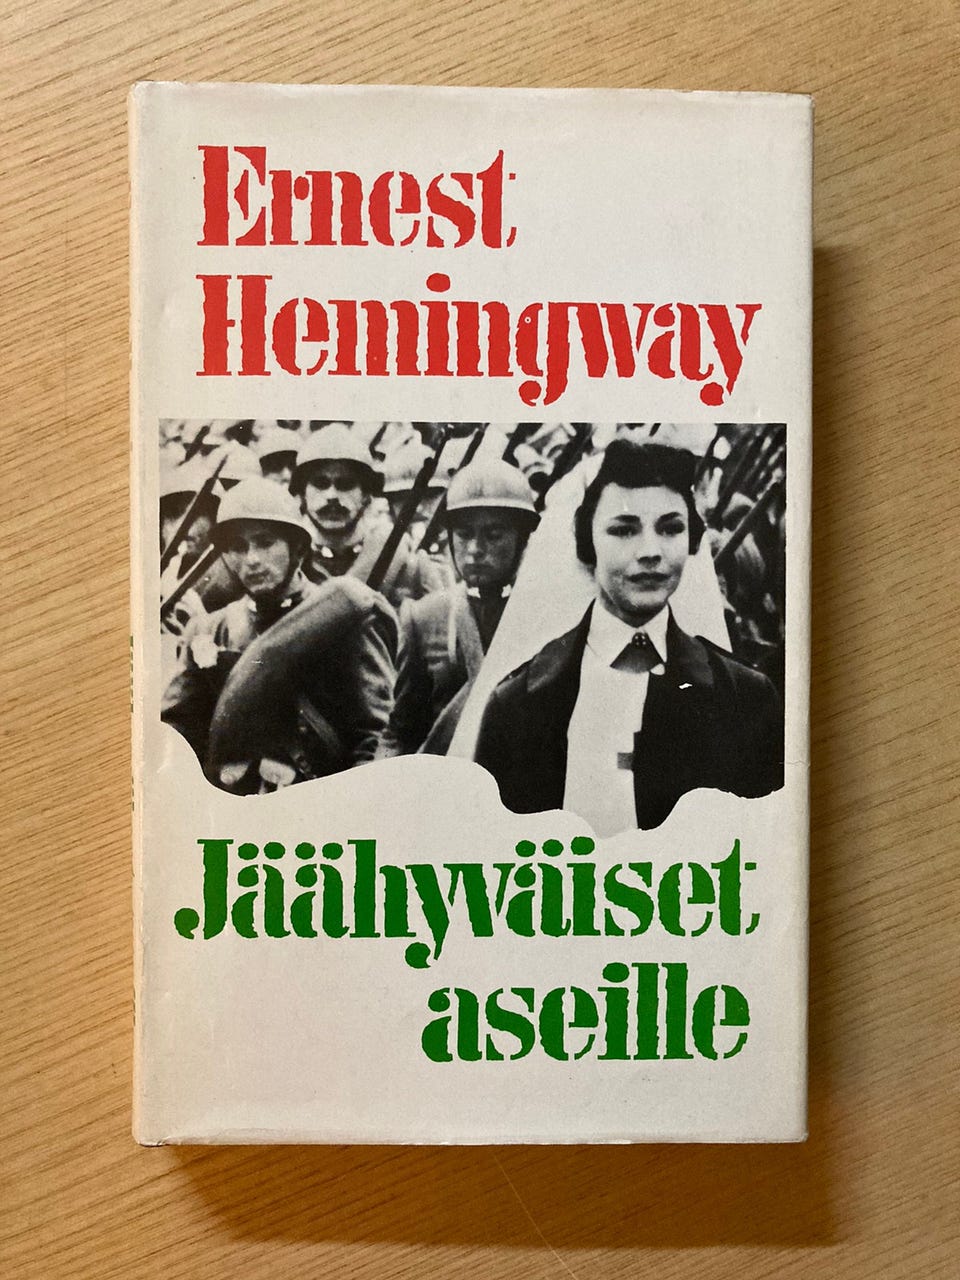 Ernest
Hemingway
Jäähyväiset
aseille